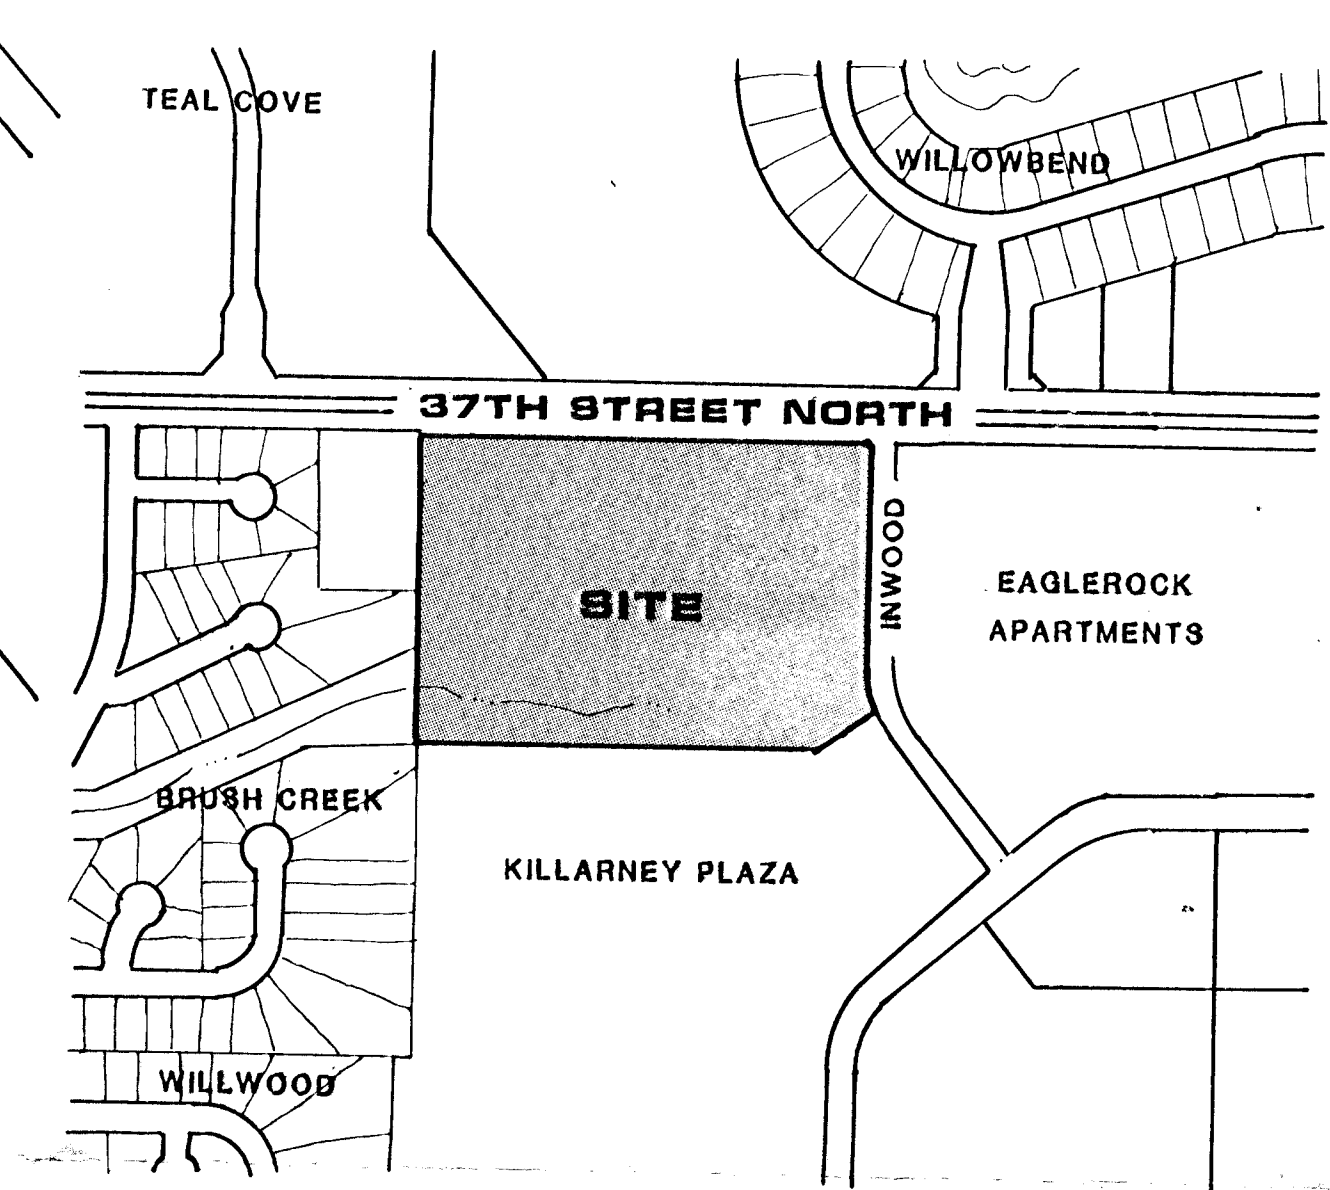 TEAL COVE
WILLOWBEND
37TH STREET NORTH
INWOOD
SITE
EAGLEROCK
APARTMENTS
BRUSH CREEK
KILLARNEY PLAZA
WILLWOOD